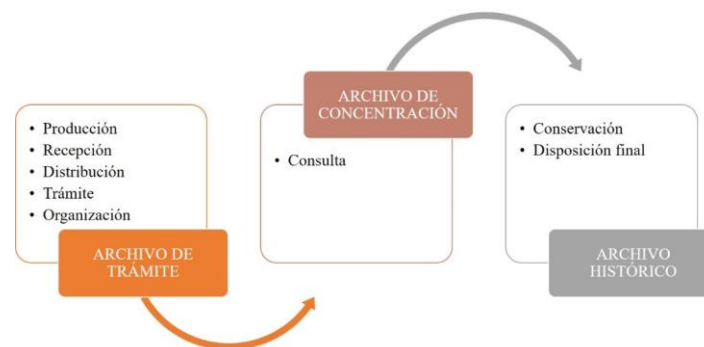 • Producción
• Recepción
• Distribución
• Trámite
• Organización
ARCHIVO DE
TRÁMITE
ARCHIVO DE
CONCENTRACIÓN
• Consulta
• Conservación
• Disposición final
ARCHIVO
HISTÓRICO